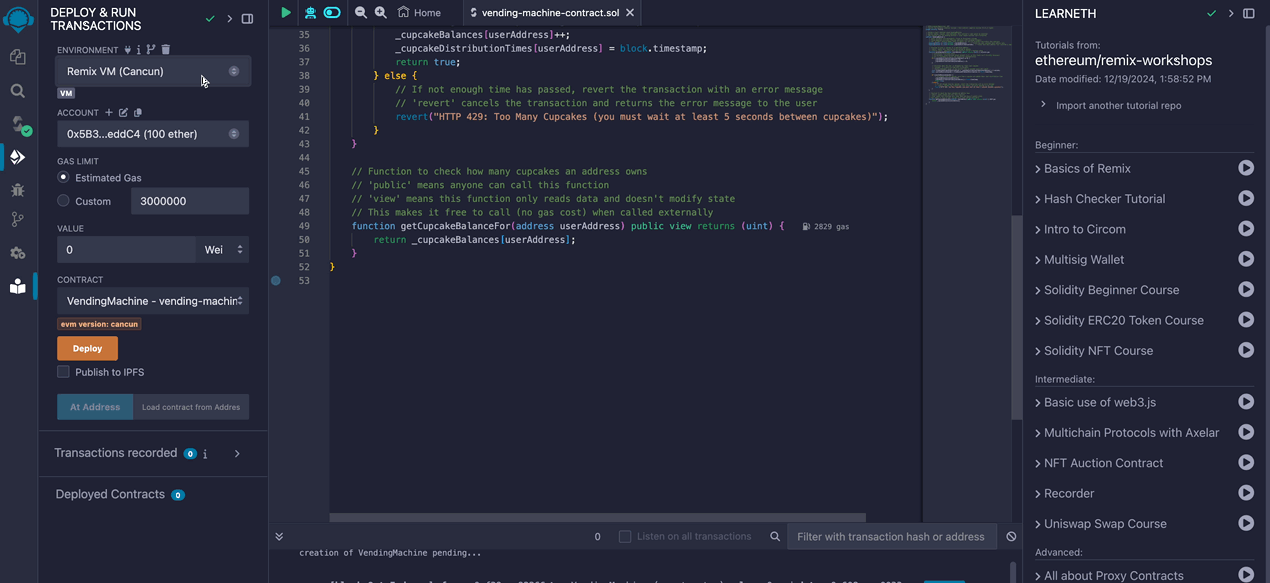 DEPLOY & RUN
TRANSACTIONS
ENVIRONMENT
Remix VM (Cancun)
VM
ACCOUNT
0x5B3...eddC4 (100 ether)
GAS LIMIT
Estimated Gas
Custom
3000000
VALUE
0
Wei
CONTRACT
VendingMachine - vending-machin
evm version: cancun
Deploy
Publish to IPFS
At Address
Load contract from Addres
Transactions recorded 0 i
Deployed Contracts 0
Home
vending-machine-contract.sol
35 _cupcakeBalances[userAddress]++;
36 _cupcakeDistributionTimes[userAddress] = block.timestamp;
37 return true;
38 } else {
39 // If not enough time has passed, revert the transaction with an error message
40 // 'revert' cancels the transaction and returns the error message to the user
41 revert("HTTP 429: Too Many Cupcakes (you must wait at least 5 seconds between cupcakes)");
42 }
43 }
44
45 // Function to check how many cupcakes an address owns
46 // 'public' means anyone can call this function
47 // 'view' means this function only reads data and doesn't modify state
48 // This makes it free to call (no gas cost) when called externally
49 function getCupcakeBalanceFor(address userAddress) public view returns (uint) { 2829 gas
50 return _cupcakeBalances[userAddress];
51 }
52 }
53
0
Listen on all transactions
Filter with transaction hash or address
creation of VendingMachine pending...
LEARNETH
Tutorials from:
ethereum/remix-workshops
Date modified: 12/19/2024, 1:58:52 PM
Import another tutorial repo
Beginner:
Basics of Remix
Hash Checker Tutorial
Intro to Circom
Multisig Wallet
Solidity Beginner Course
Solidity ERC20 Token Course
Solidity NFT Course
Intermediate:
Basic use of web3.js
Multichain Protocols with Axelar
NFT Auction Contract
Recorder
Uniswap Swap Course
Advanced:
All about Proxy Contracts